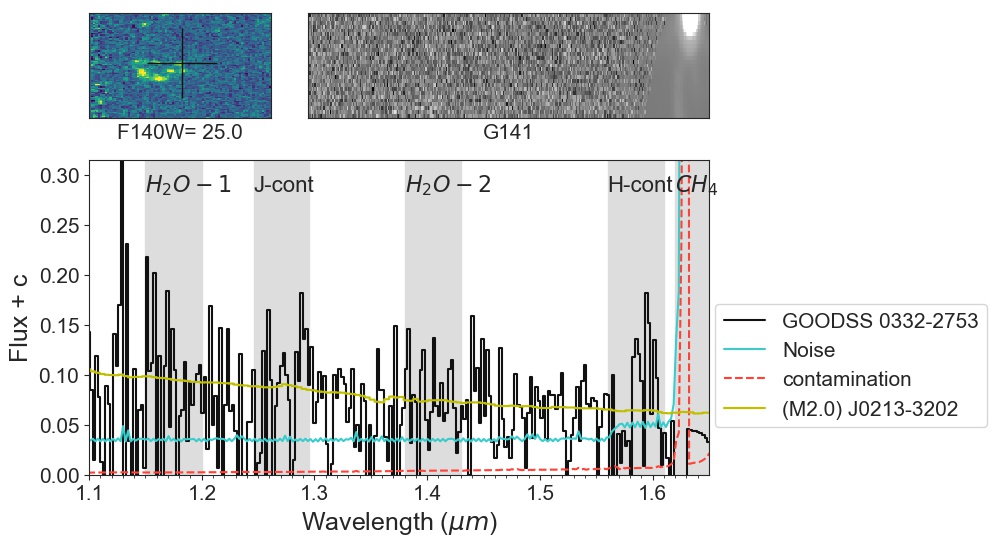 F140W= 25.0
G141
H₂O − 1
J-cont
H₂O − 2
H-cont
CH₄
0.30
0.25
0.20
0.15
0.10
0.05
0.00
Flux + c
1.1
1.2
1.3
1.4
1.5
1.6
Wavelength (μm)
GOODSS 0332-2753
Noise
contamination
(M2.0) J0213-3202